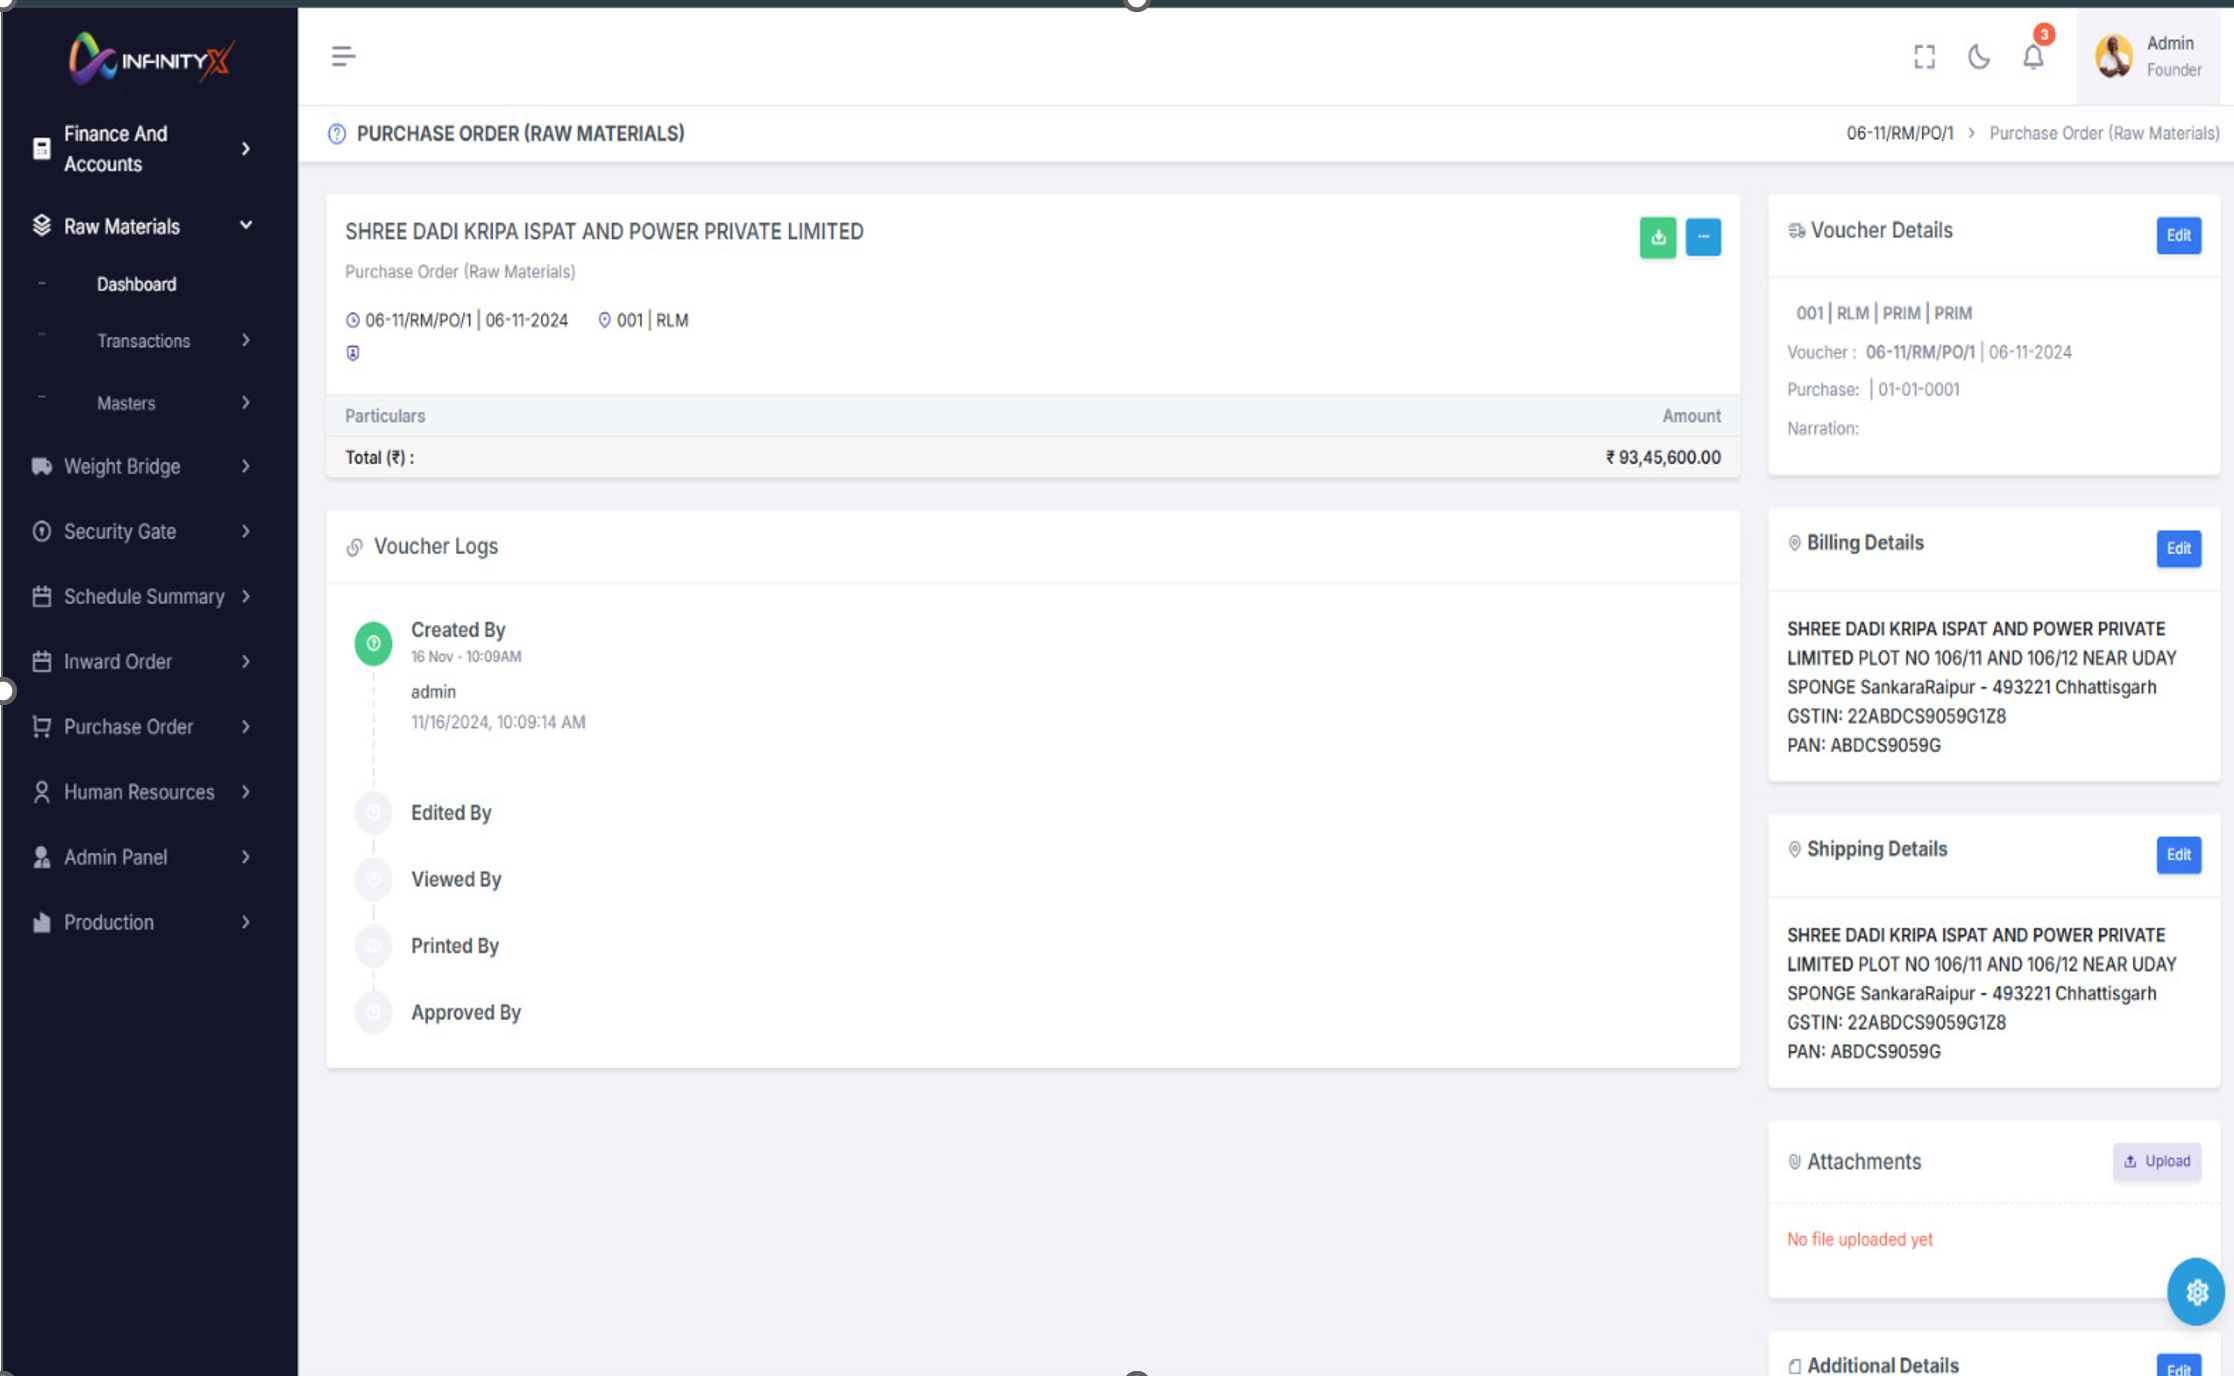 INFINITYX
Finance And
Accounts
Raw Materials
Dashboard
Transactions
Masters
Weight Bridge
Security Gate
Schedule Summary
Inward Order
Purchase Order
Human Resources
Admin Panel
Production
3
Admin
Founder
PURCHASE ORDER (RAW MATERIALS)
06-11/RM/PO/1 > Purchase Order (Raw Materials)
SHREE DADI KRIPA ISPAT AND POWER PRIVATE LIMITED
Purchase Order (Raw Materials)
06-11/RM/PO/1 | 06-11-2024 001 | RLM
Particulars Amount
Total (₹) : ₹ 93,45,600.00
Voucher Logs
Created By
16 Nov - 10:09AM
admin
11/16/2024, 10:09:14 AM
Edited By
Viewed By
Printed By
Approved By
Voucher Details Edit
001 | RLM | PRIM | PRIM
Voucher : 06-11/RM/PO/1 | 06-11-2024
Purchase: | 01-01-0001
Narration:
Billing Details Edit
SHREE DADI KRIPA ISPAT AND POWER PRIVATE
LIMITED PLOT NO 106/11 AND 106/12 NEAR UDAY
SPONGE SankaraRaipur - 493221 Chhattisgarh
GSTIN: 22ABDCS9059G1Z8
PAN: ABDCS9059G
Shipping Details Edit
SHREE DADI KRIPA ISPAT AND POWER PRIVATE
LIMITED PLOT NO 106/11 AND 106/12 NEAR UDAY
SPONGE SankaraRaipur - 493221 Chhattisgarh
GSTIN: 22ABDCS9059G1Z8
PAN: ABDCS9059G
Attachments Upload
No file uploaded yet
Additional Details Edit